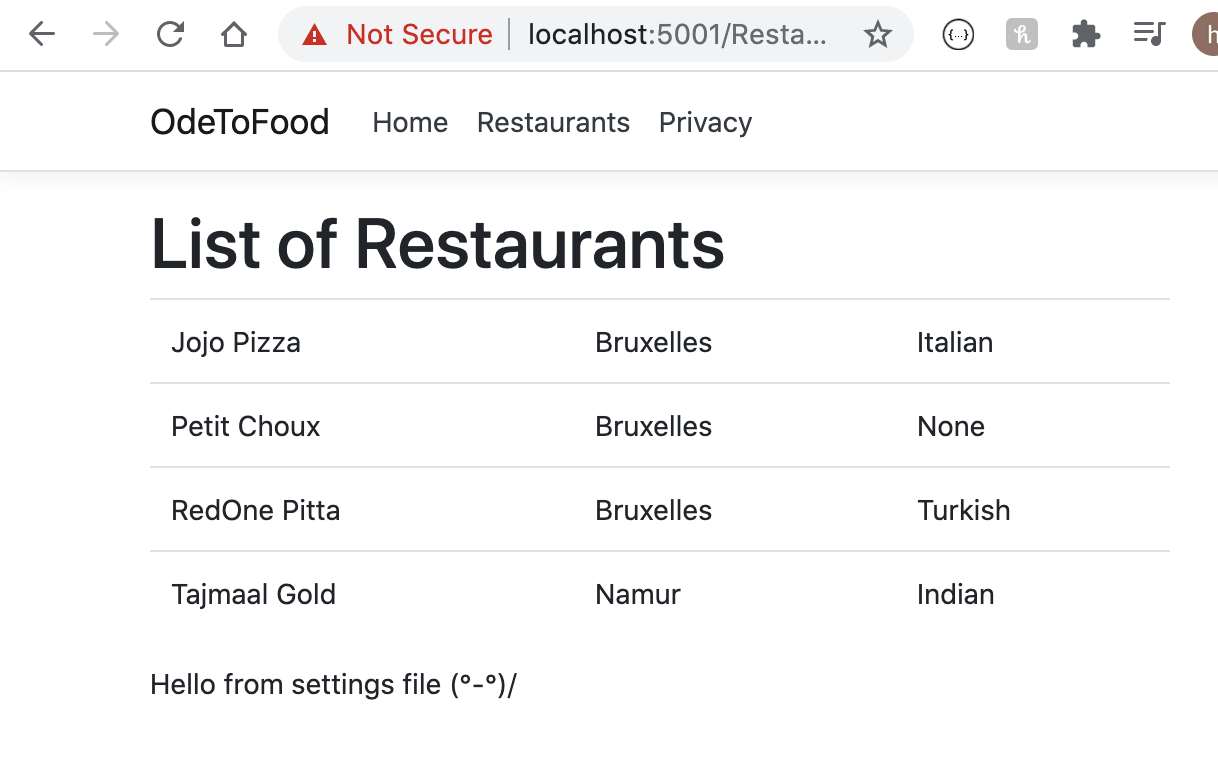 Not Secure | localhost:5001/Resta...
OdeToFood Home Restaurants Privacy
List of Restaurants
Jojo Pizza Bruxelles Italian
Petit Choux Bruxelles None
RedOne Pitta Bruxelles Turkish
Tajmaal Gold Namur Indian
Hello from settings file (°-°)/